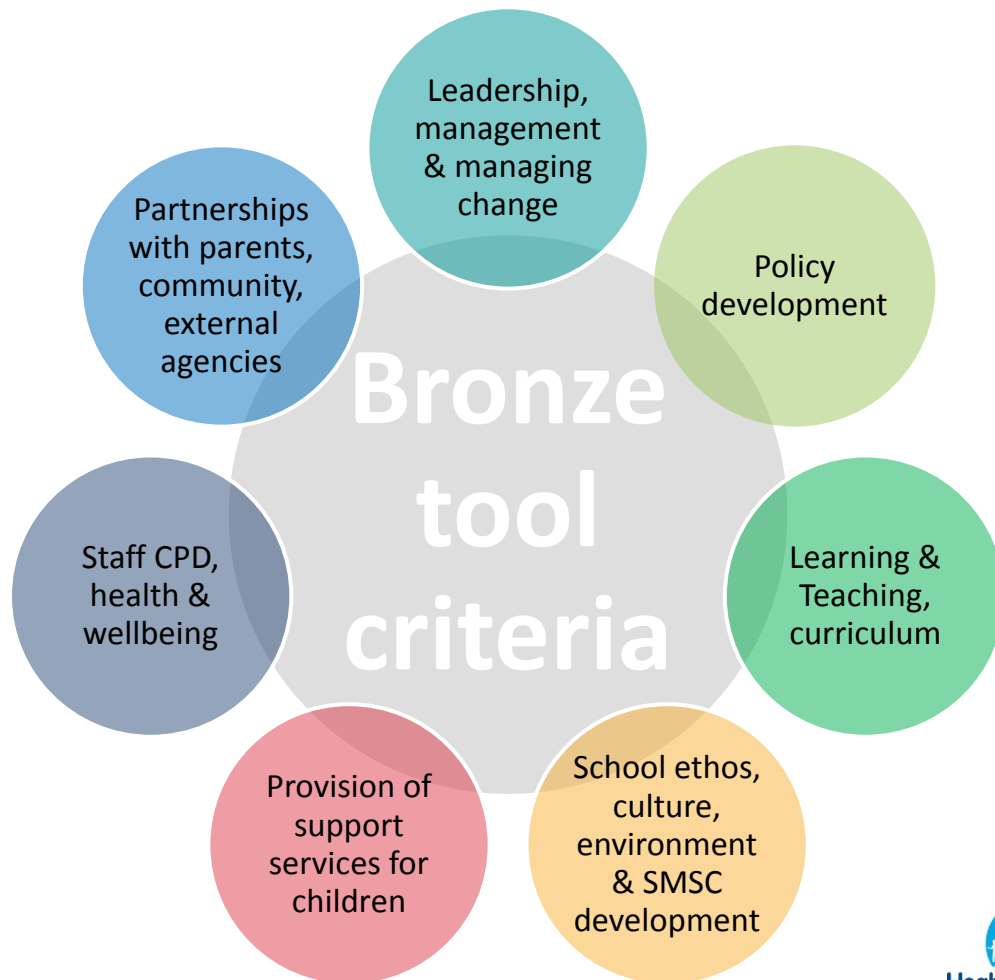 Leadership,
management
& managing
change
Policy
development
Learning &
Teaching,
curriculum
School ethos,
culture,
environment
& SMSC
development
Provision of
support
services for
children
Staff CPD,
health &
wellbeing
Partnerships
with parents,
community,
external
agencies
Bronze
tool
criteria